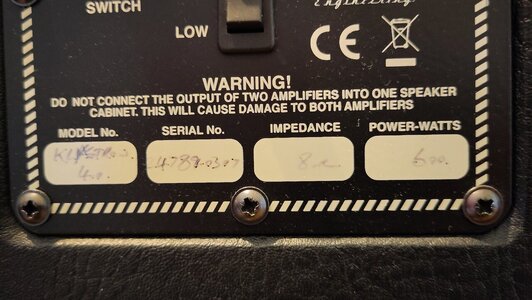 SWITCH
LOW
Engineering.
CE
WARNING!
DO NOT CONNECT THE OUTPUT OF TWO AMPLIFIERS INTO ONE SPEAKER
CABINET. THIS WILL CAUSE DAMAGE TO BOTH AMPLIFIERS
MODEL No. SERIAL No. IMPEDANCE POWER-WATTS